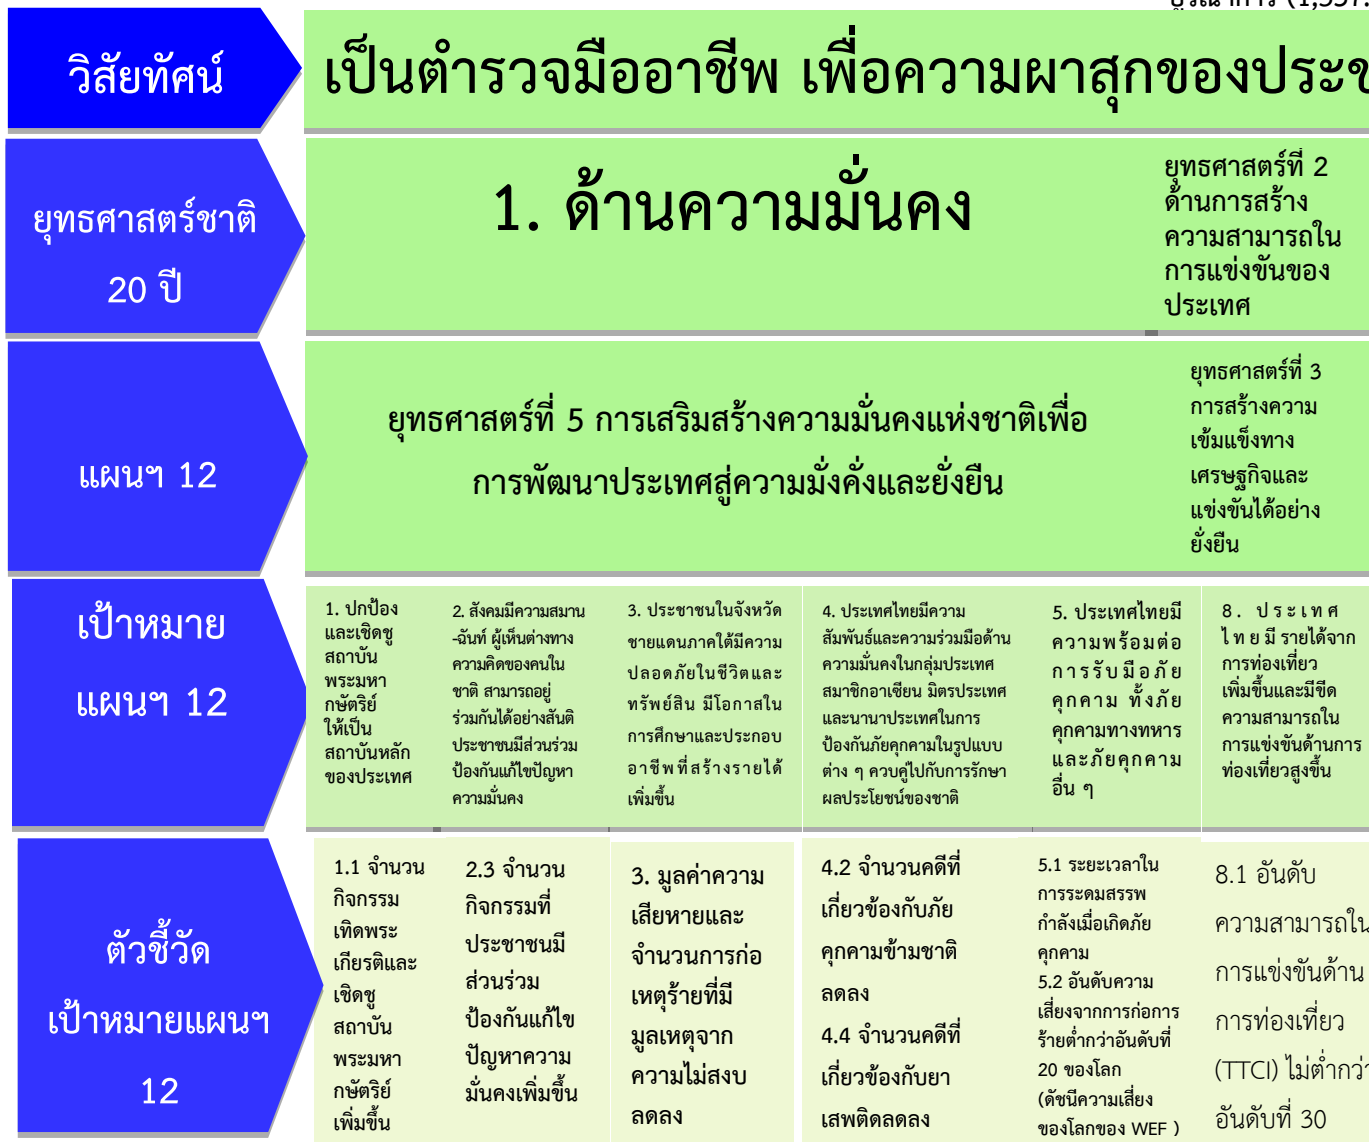 วิสัยทัศน์
เป็นตำรวจมืออาชีพ เพื่อความผาสุกของ
ยุทธศาสตร์ชาติ
20 ปี
1. ด้านความมั่นคง
ยุทธศาสตร์ที่ 2
ด้านการสร้าง
ความสามารถใน
การแข่งขันของ
ประเทศ
แผนฯ 12
ยุทธศาสตร์ที่ 5 การเสริมสร้างความมั่นคงแห่งชาติเพื่อ
การพัฒนาประเทศสู่ความมั่งคั่งและยั่งยืน
ยุทธศาสตร์ที่ 3
การสร้างความ
เข้มแข็งทาง
เศรษฐกิจและ
แข่งขันได้อย่าง
ยั่งยืน
เป้าหมาย
แผนฯ 12
1. ปกป้อง
และเชิดชู
สถาบัน
พระมหา
กษัตริย์
ให้เป็น
สถาบันหลัก
ของประเทศ
2. สังคมมีความสมาน
-ฉันท์ ผู้เห็นต่างทาง
ความคิดของคนใน
ชาติ สามารถอยู่
ร่วมกันได้อย่างสันติ
ประชาชนมีส่วนร่วม
ป้องกันแก้ไขปัญหา
ความมั่นคง
3. ประชาชนในจังหวัด
ชายแดนภาคใต้มีความ
ปลอดภัยในชีวิตและ
ทรัพย์สิน มีโอกาสใน
การศึกษาและประกอบ
อาชีพที่สร้างรายได้
เพิ่มขึ้น
4. ประเทศไทยมีความ
สัมพันธ์และความร่วมมือด้าน
ความมั่นคงในกลุ่มประเทศ
สมาชิกอาเซียน มิตรประเทศ
และนานาประเทศในการ
ป้องกันภัยคุกคามในรูปแบบ
ต่าง ๆ ควบคู่ไปกับการรักษา
ผลประโยชน์ของชาติ
5. ประเทศไทยมี
ความพร้อมต่อ
การรับมือภัย
คุกคาม ทั้งภัย
คุกคามทางทหาร
และภัยคุกคาม
อื่น ๆ
8. ประเทศ
ไทยมี รายได้จาก
การท่องเที่ยว
เพิ่มขึ้นและมีขีด
ความสามารถใน
การแข่งขันด้านการ
ท่องเที่ยวสูงขึ้น
ตัวชี้วัด
เป้าหมายแผนฯ
12
1.1 จำนวน
กิจกรรม
เทิดพระ
เกียรติและ
เชิดชู
สถาบัน
พระมหา
กษัตริย์
เพิ่มขึ้น
2.3 จำนวน
กิจกรรมที่
ประชาชนมี
ส่วนร่วม
ป้องกันแก้ไข
ปัญหาความ
มั่นคงเพิ่มขึ้น
3. มูลค่าความ
เสียหายและ
จำนวนการก่อ
เหตุร้ายที่มี
มูลเหตุจาก
ความไม่สงบ
ลดลง
4.2 จำนวนคดีที่
เกี่ยวข้องกับภัย
คุกคามข้ามชาติ
ลดลง
4.4 จำนวนคดีที่
เกี่ยวข้องกับยา
เสพติดลดลง
5.1 ระยะเวลาใน
การระดมสรรพ
กำลังเมื่อเกิดภัย
คุกคาม
5.2 อันดับความ
เสี่ยงจากการก่อการ
ร้ายต่ำกว่าอันดับที่
20 ของโลก
(ดัชนีความเสี่ยง
ของโลกของ WEF )
8.1 อันดับ
ความสามารถใน
การแข่งขันด้าน
การท่องเที่ยว
(TTCI) ไม่ต่ำกว่า
อันดับที่ 30